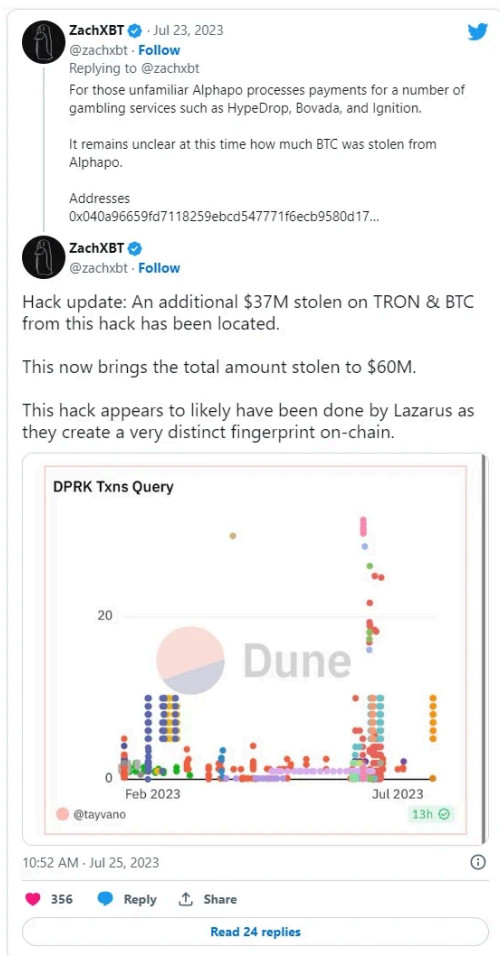 ZachXBT · Jul 23, 2023
@zachxbt · Follow
Replying to @zachxbt
For those unfamiliar Alphapo processes payments for a number of
gambling services such as HypeDrop, Bovada, and Ignition.
It remains unclear at this time how much BTC was stolen from
Alphapo.
Addresses
0x040a96659fd7118259ebcd547771f6ecb9580d17...
ZachXBT
@zachxbt · Follow
Hack update: An additional $37M stolen on TRON & BTC
from this hack has been located.
This now brings the total amount stolen to $60M.
This hack appears to likely have been done by Lazarus as
they create a very distinct fingerprint on-chain.
DPRK Txns Query
20
Dune
0
Feb 2023 Jul 2023
@tayvano 13h
10:52 AM · Jul 25, 2023
356 Reply Share
Read 24 replies